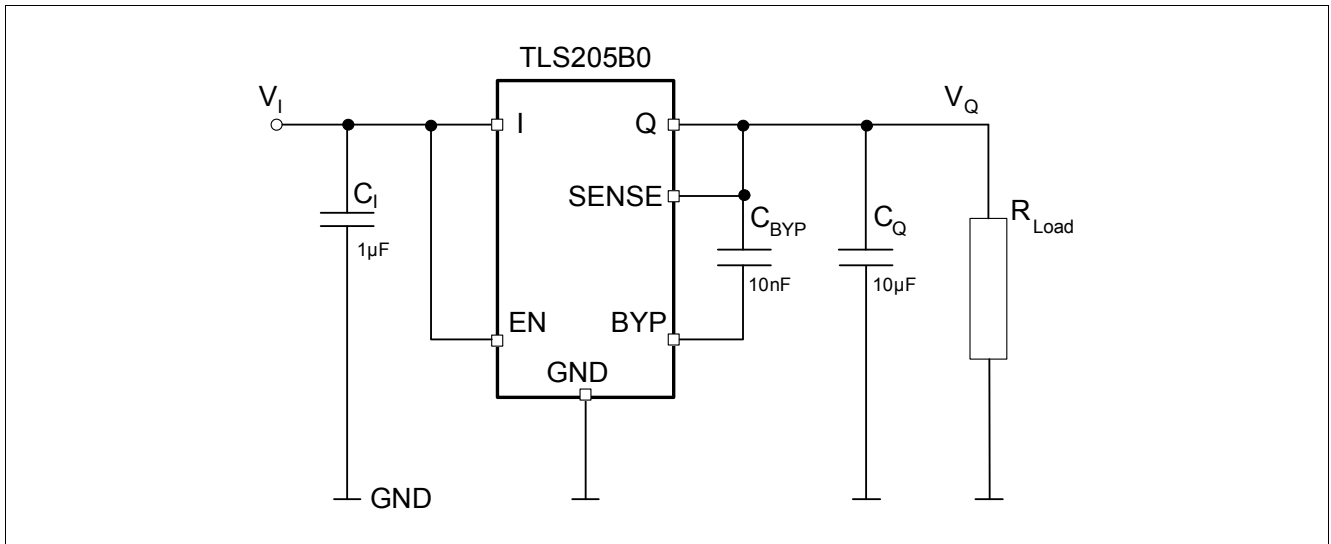 TLS205B0
V_I
V_Q
I
Q
SENSE
C_I
1µF
C_BYP
10nF
C_Q
10µF
R_Load
EN
BYP
GND
GND